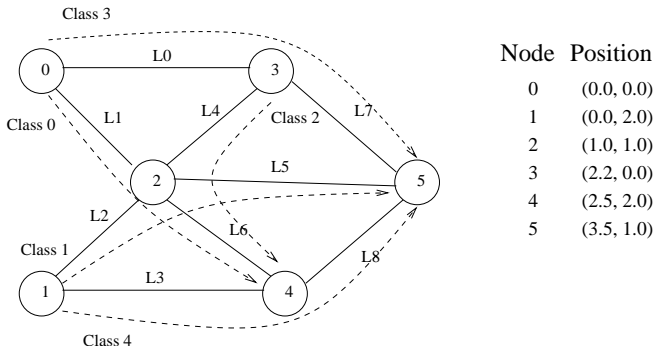 Class 3
L0
0
3
L1
L4
L7
Class 0
Class 2
L5
2
5
L2
L6
Class 1
L8
L3
1
4
Class 4
Node Position
0 (0.0, 0.0)
1 (0.0, 2.0)
2 (1.0, 1.0)
3 (2.2, 0.0)
4 (2.5, 2.0)
5 (3.5, 1.0)